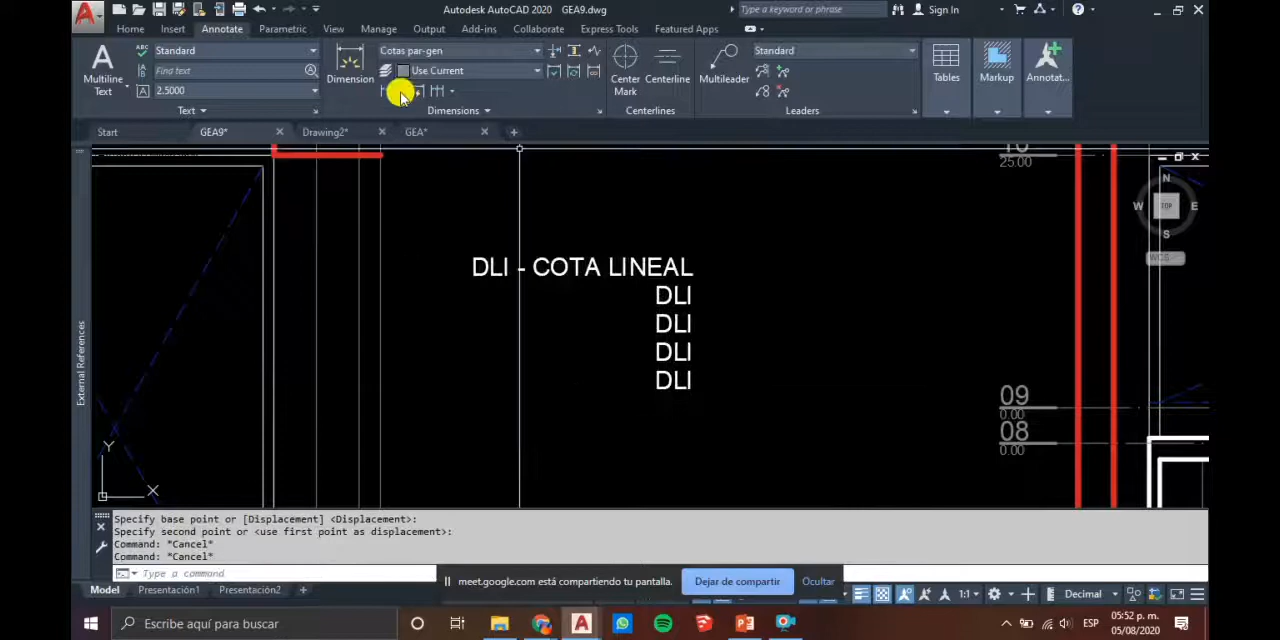 Autodesk AutoCAD 2020 GEA9.dwg
Type a keyword or phrase
Sign In
Home Insert Annotate Parametric View Manage Output Add-ins Collaborate Express Tools Featured Apps
Multiline
Text
Standard
Find text
2.5000
Text
Dimension
Cotas par-gen
Use Current
Dimensions
Center
Mark
Centerline
Centerlines
Multileader
Standard
Leaders
Tables
Markup
Annotat...
Start
GEA9*
Drawing2*
GEA*
External References
25.00
N
W TOP E
S
WCS
DLI - COTA LINEAL
DLI
DLI
DLI
DLI
09
0.00
08
0.00
Y
X
Specify base point or [Displacement] <Displacement>:
Specify second point or <use first point as displacement>:
Command: *Cancel*
Command: *Cancel*
Type a command
meet.google.com está compartiendo tu pantalla.
Dejar de compartir
Ocultar
Model Presentación1 Presentación2
1:1
Decimal
Escribe aquí para buscar
ESP
05:52 p. m.
05/08/2020